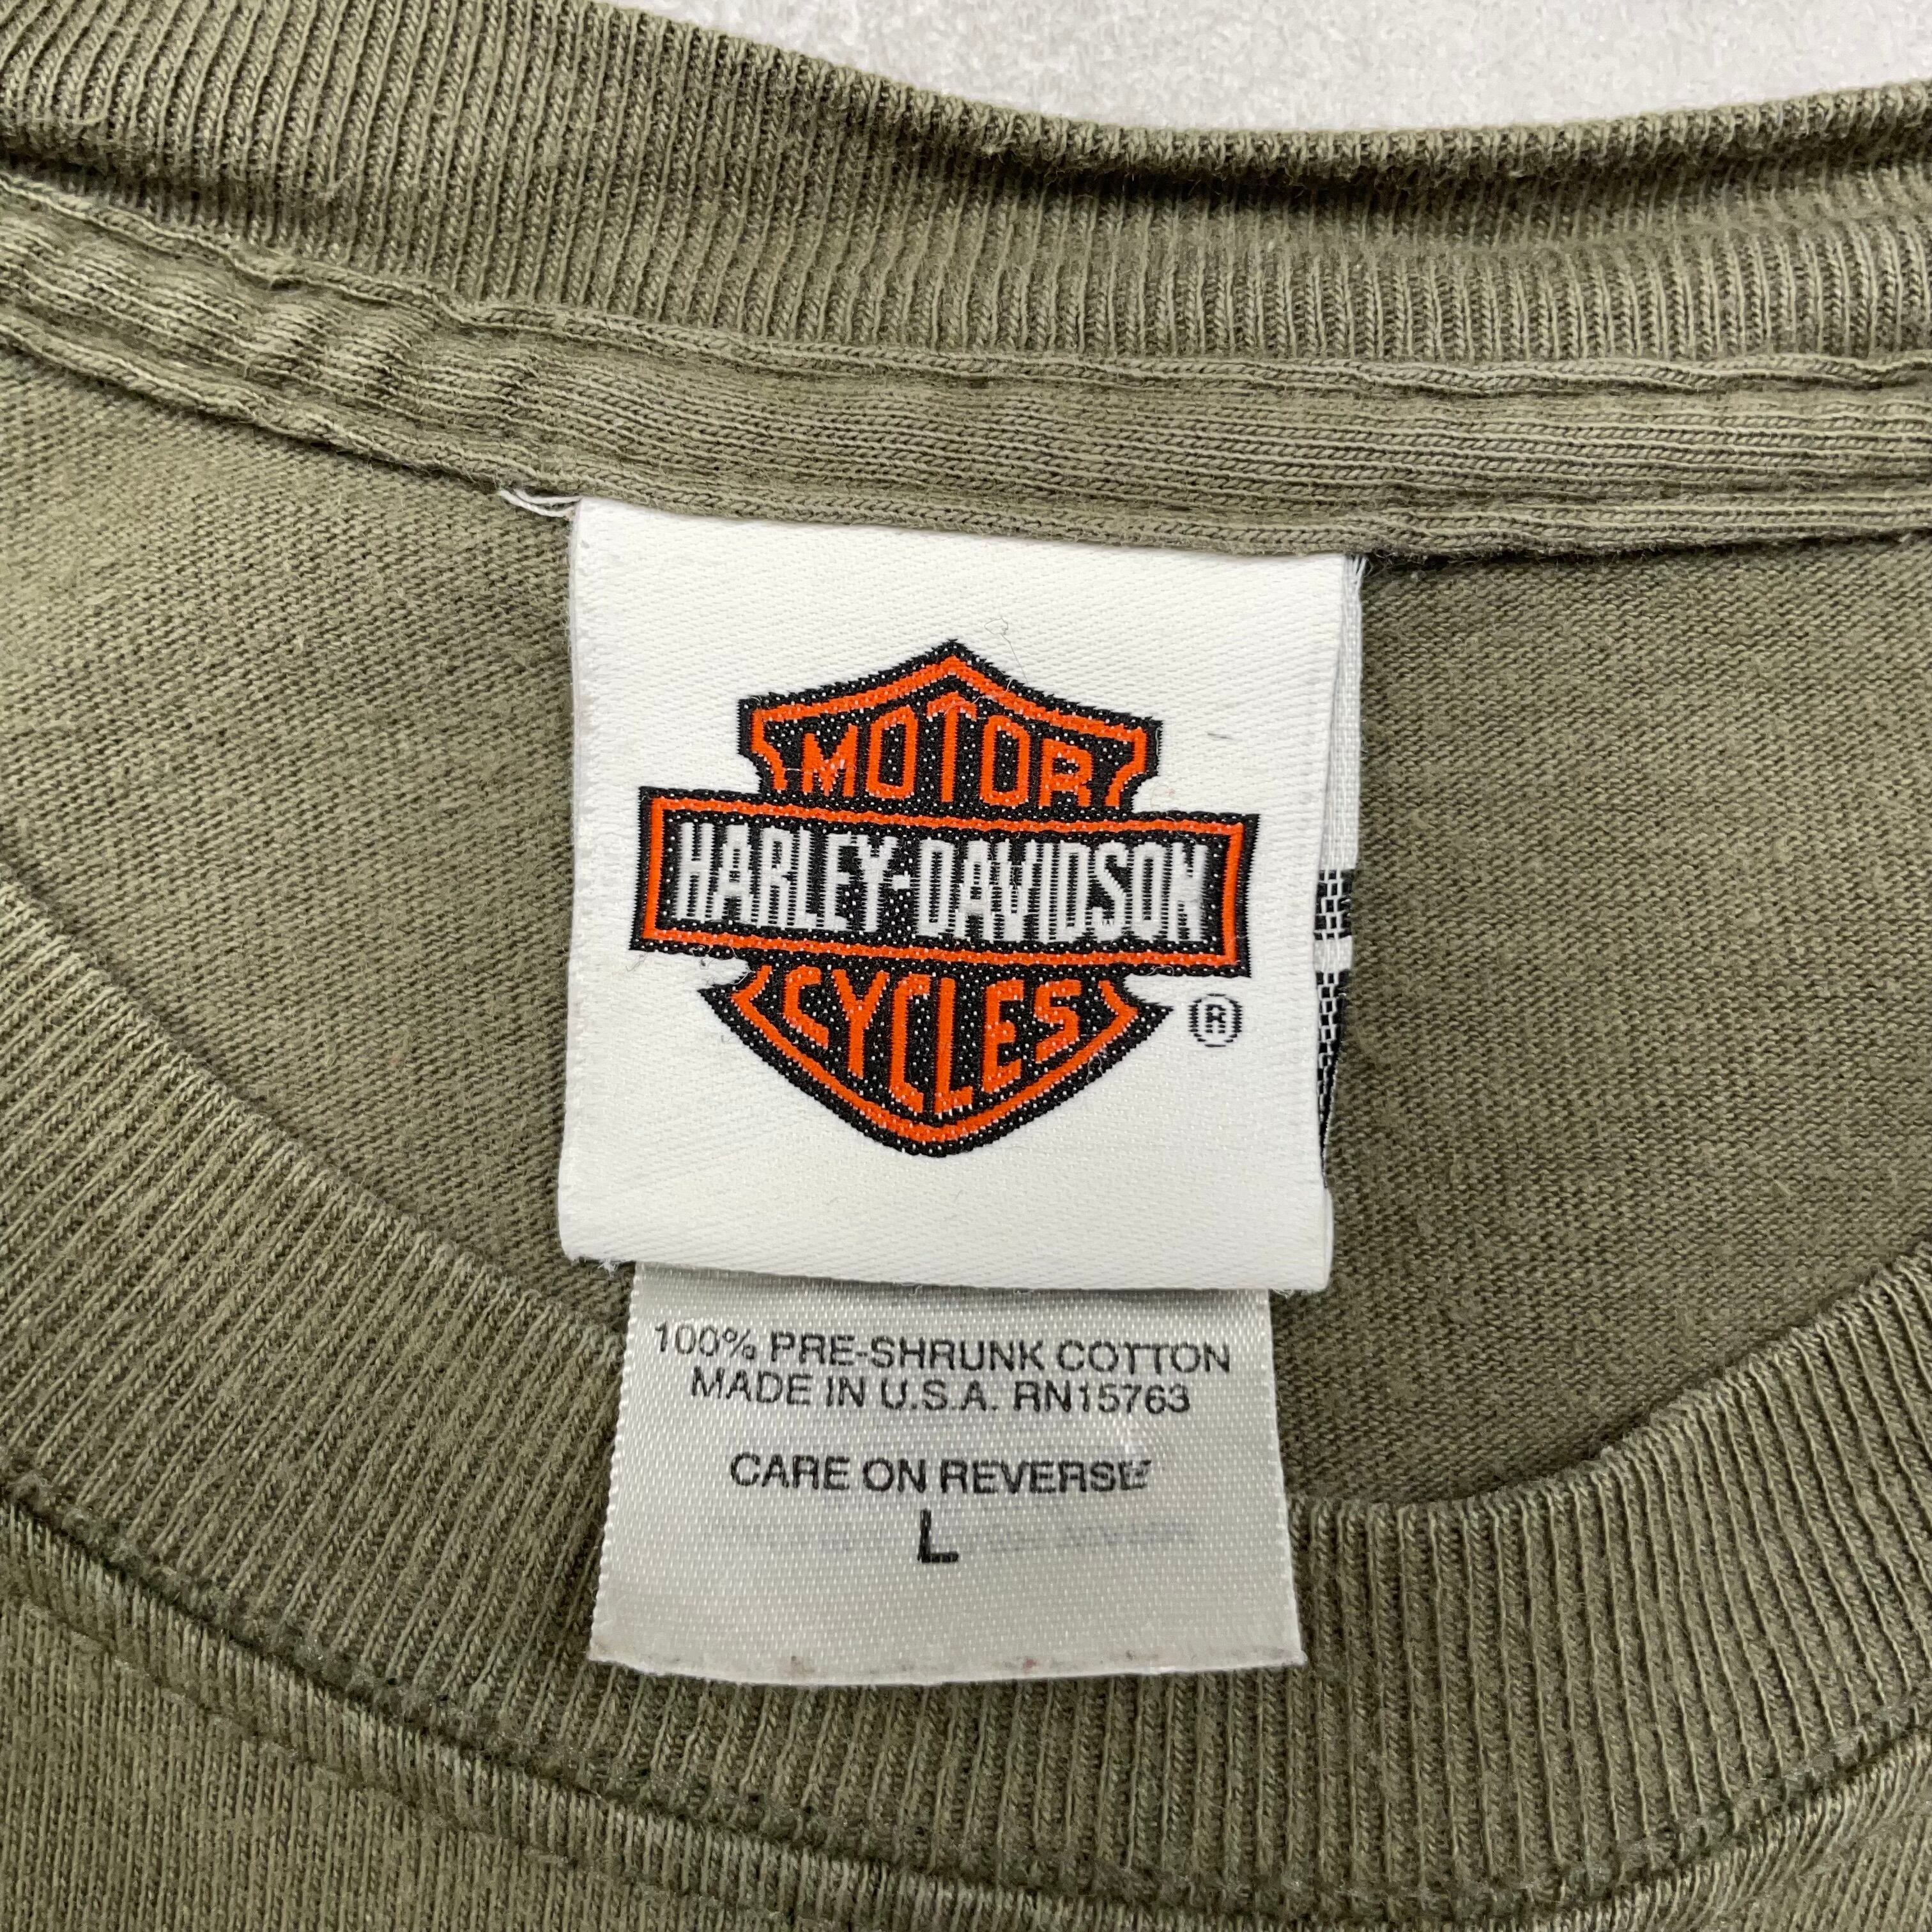 MOTOR
HARLEY-DAVIDSON
CYCLES
®
100% PRE-SHRUNK COTTON
MADE IN U.S.A. RN15763
CARE ON REVERSE
L